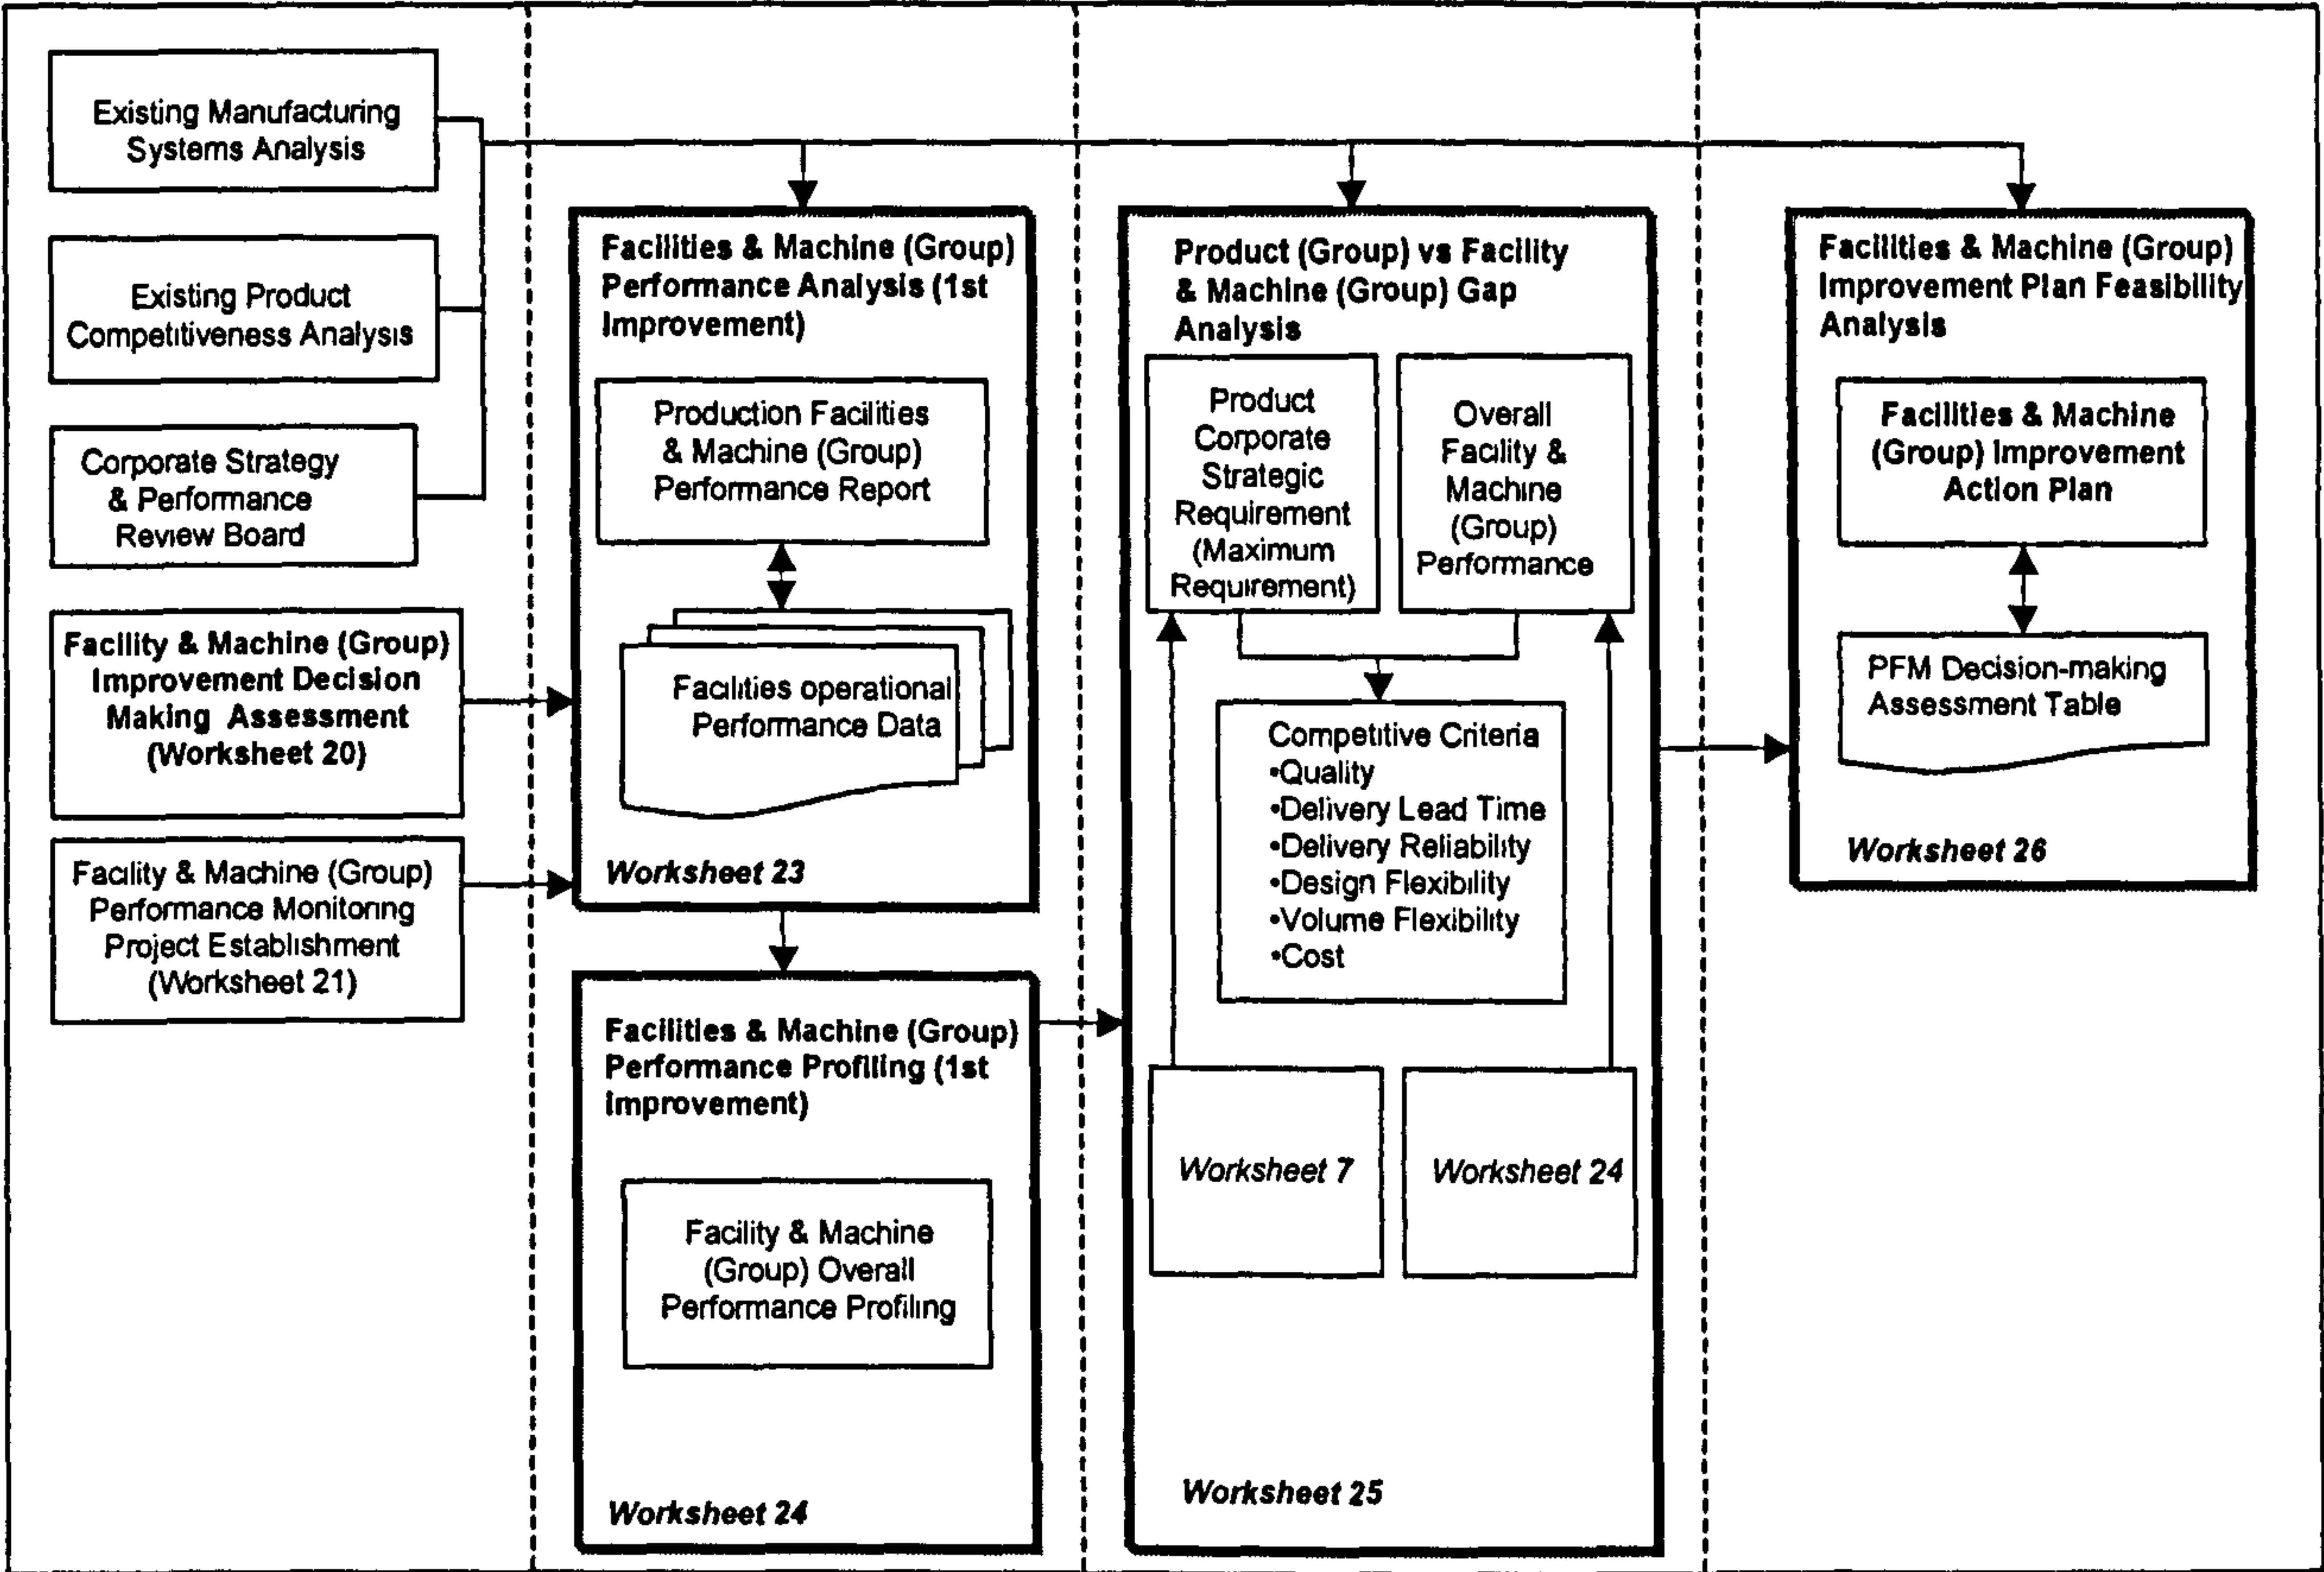 Existing Manufacturing
Systems Analysis
Existing Product
Competitiveness Analysis
Corporate Strategy
& Performance
Review Board
Facility & Machine (Group)
Improvement Decision
Making Assessment
(Worksheet 20)
Facility & Machine (Group)
Performance Monitoring
Project Establishment
(Worksheet 21)
Facilities & Machine (Group)
Performance Analysis (1st
Improvement)
Production Facilities
& Machine (Group)
Performance Report
Facilities operational
Performance Data
Worksheet 23
Facilities & Machine (Group)
Performance Profiling (1st
Improvement)
Facility & Machine
(Group) Overall
Performance Profiling
Worksheet 24
Product (Group) vs Facility
& Machine (Group) Gap
Analysis
Product
Corporate
Strategic
Requirement
(Maximum
Requirement)
Overall
Facility &
Machine
(Group)
Performance
Competitive Criteria
•Quality
•Delivery Lead Time
•Delivery Reliability
•Design Flexibility
•Volume Flexibility
•Cost
Worksheet 7
Worksheet 24
Worksheet 25
Facilities & Machine (Group)
Improvement Plan Feasibility
Analysis
Facilities & Machine
(Group) Improvement
Action Plan
PFM Decision-making
Assessment Table
Worksheet 26